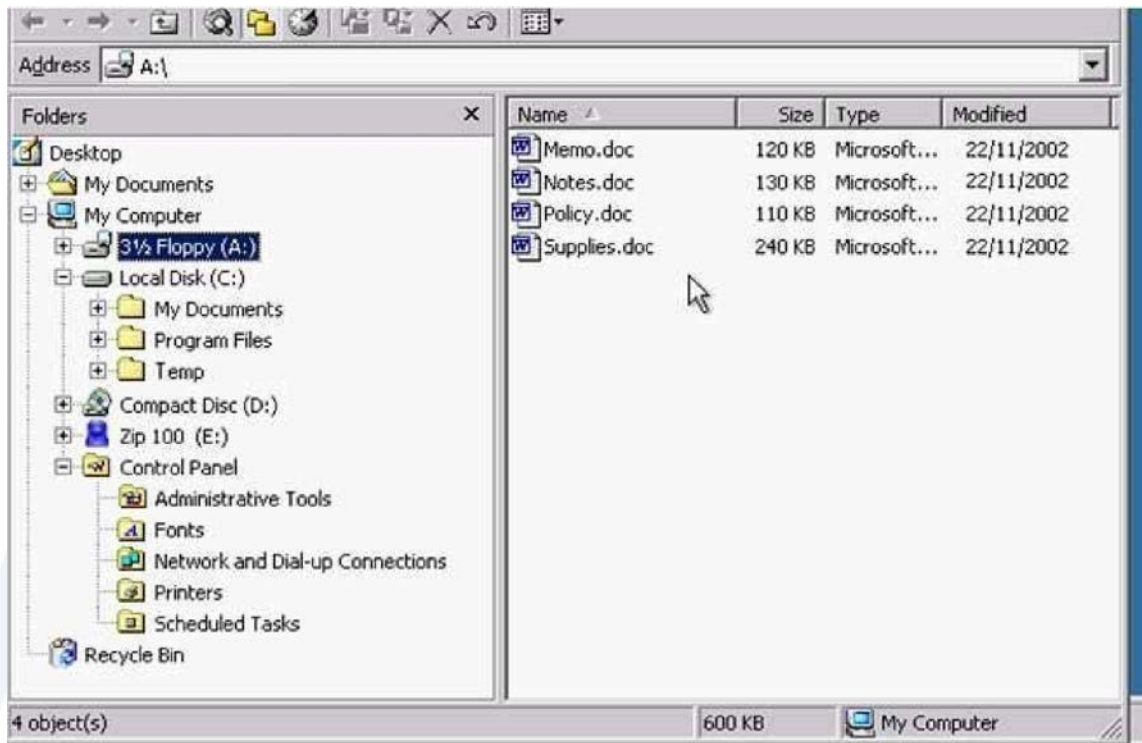 Address A:\
Folders
Desktop
My Documents
My Computer
3½ Floppy (A:)
Local Disk (C:)
My Documents
Program Files
Temp
Compact Disc (D:)
Zip 100 (E:)
Control Panel
Administrative Tools
Fonts
Network and Dial-up Connections
Printers
Scheduled Tasks
Recycle Bin
Name Size Type Modified
Memo.doc 120 KB Microsoft... 22/11/2002
Notes.doc 130 KB Microsoft... 22/11/2002
Policy.doc 110 KB Microsoft... 22/11/2002
Supplies.doc 240 KB Microsoft... 22/11/2002
4 object(s) 600 KB My Computer